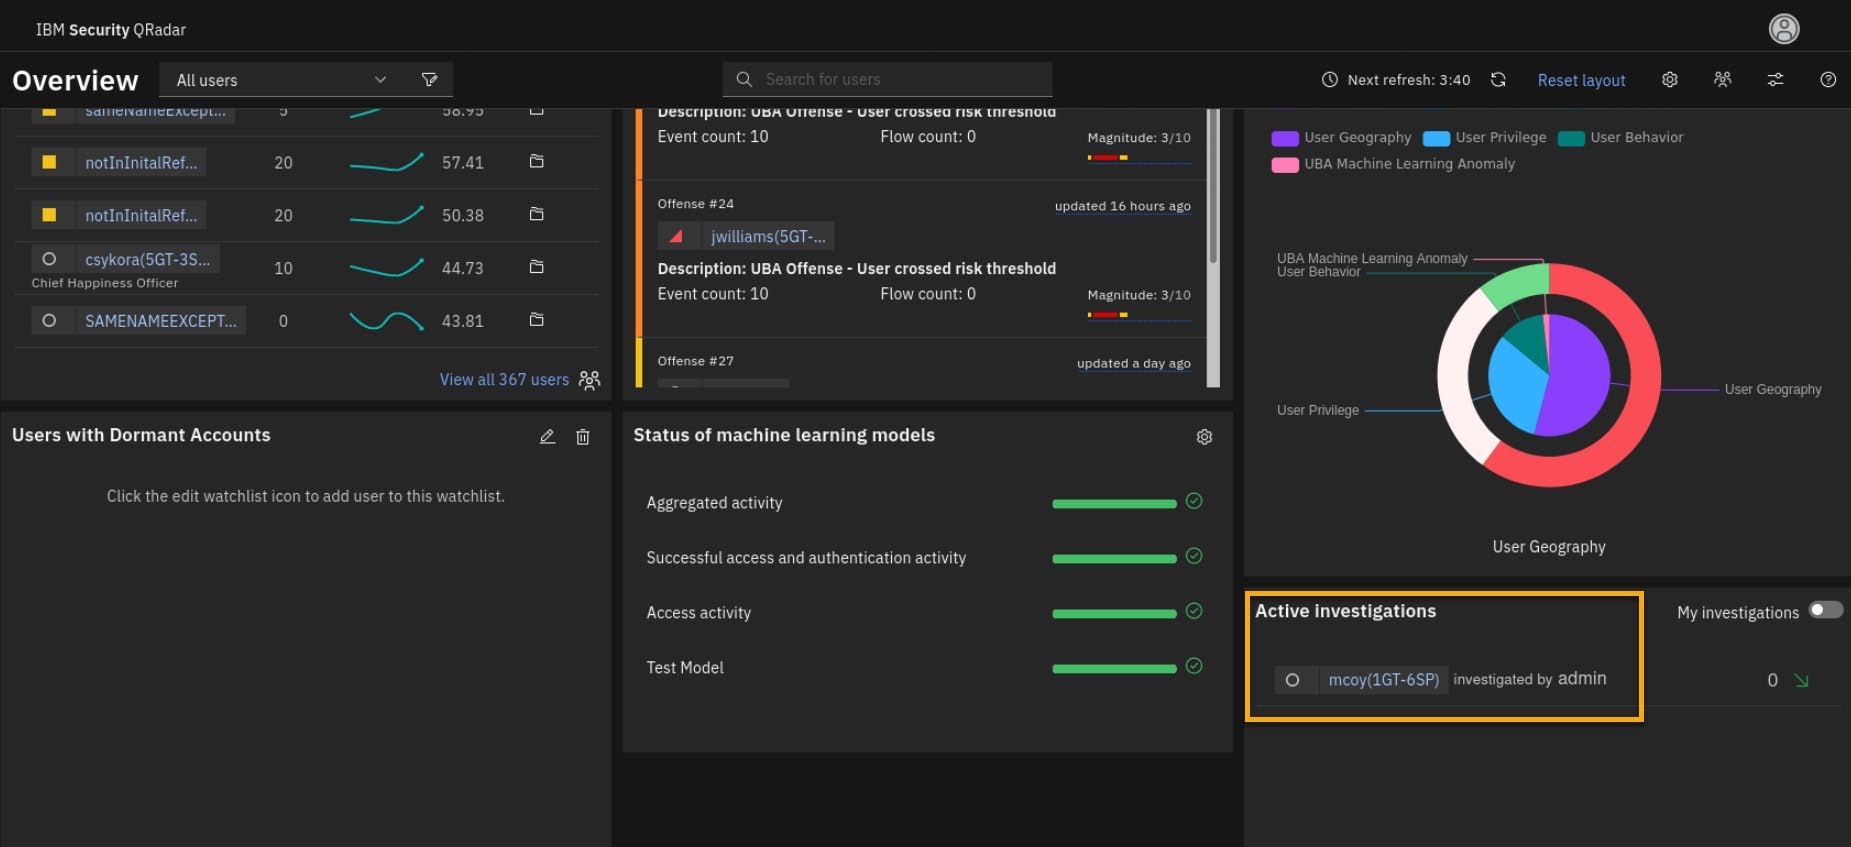 IBM Security QRadar
Overview
All users
Search for users
Next refresh: 3:40
Reset layout
sameNameExcept... 5 58.95
notInInitalRef... 20 57.41
notInInitalRef... 20 50.38
csykora(5GT-3S... 10 44.73
Chief Happiness Officer
SAMENAMEEXCEPT... 0 43.81
View all 367 users
Description: UBA Offense - User crossed risk threshold
Event count: 10 Flow count: 0 Magnitude: 3/10
Offense #24 updated 16 hours ago
jwilliams(5GT-...
Description: UBA Offense - User crossed risk threshold
Event count: 10 Flow count: 0 Magnitude: 3/10
Offense #27 updated a day ago
User Geography User Privilege User Behavior
UBA Machine Learning Anomaly
UBA Machine Learning Anomaly
User Behavior
User Geography
User Privilege
User Geography
Users with Dormant Accounts
Click the edit watchlist icon to add user to this watchlist.
Status of machine learning models
Aggregated activity
Successful access and authentication activity
Access activity
Test Model
Active investigations
My investigations
mcoy(1GT-6SP) investigated by admin 0